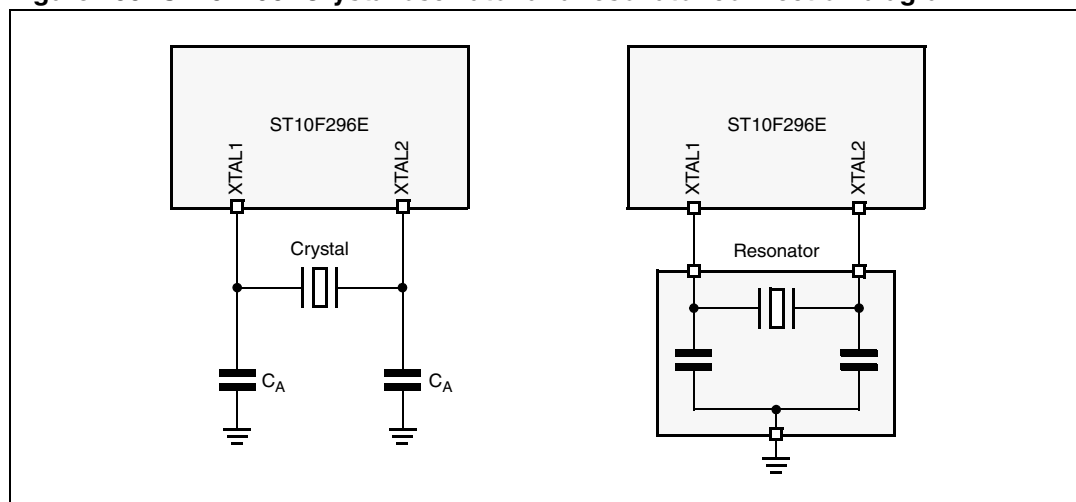 ST10F296E
XTAL1
XTAL2
Crystal
CA
CA
ST10F296E
XTAL1
XTAL2
Resonator